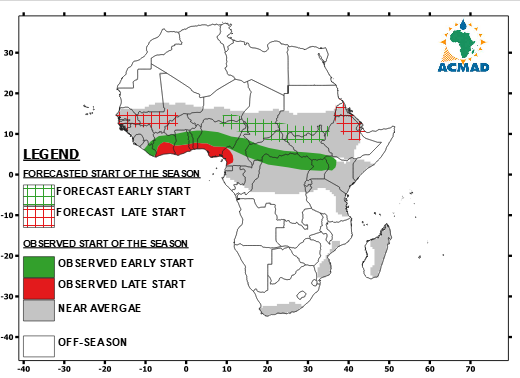 30
20
10
0
-10
-20
-30
-40
ACMAD
LEGEND
FORECASTED START OF THE SEASON
FORECAST EARLY START
FORECAST LATE START
OBSERVED START OF THE SEASON
OBSERVED EARLY START
OBSERVED LATE START
NEAR AVERGAE
OFF-SEASON
-40 -30 -20 -10 0 10 20 30 40 50 60 70 80